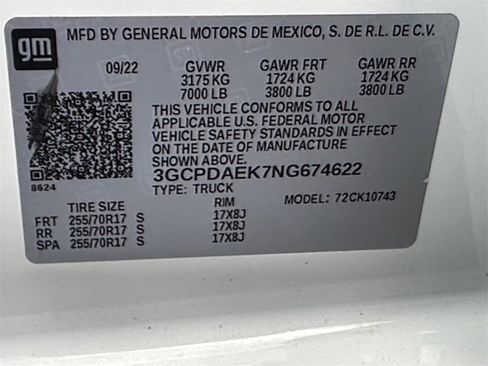 gm
MFD BY GENERAL MOTORS DE MEXICO, S. DE R.L. DE C.V.
09/22 GVWR GAWR FRT GAWR RR
3175 KG 1724 KG 1724 KG
7000 LB 3800 LB 3800 LB
THIS VEHICLE CONFORMS TO ALL
APPLICABLE U.S. FEDERAL MOTOR
VEHICLE SAFETY STANDARDS IN EFFECT
ON THE DATE OF MANUFACTURE
SHOWN ABOVE.
8624 3GCPDAEK7NG674622
TYPE: TRUCK MODEL: 72CK10743
TIRE SIZE RIM
FRT 255/70R17 S 17X8J
RR 255/70R17 S 17X8J
SPA 255/70R17 S 17X8J